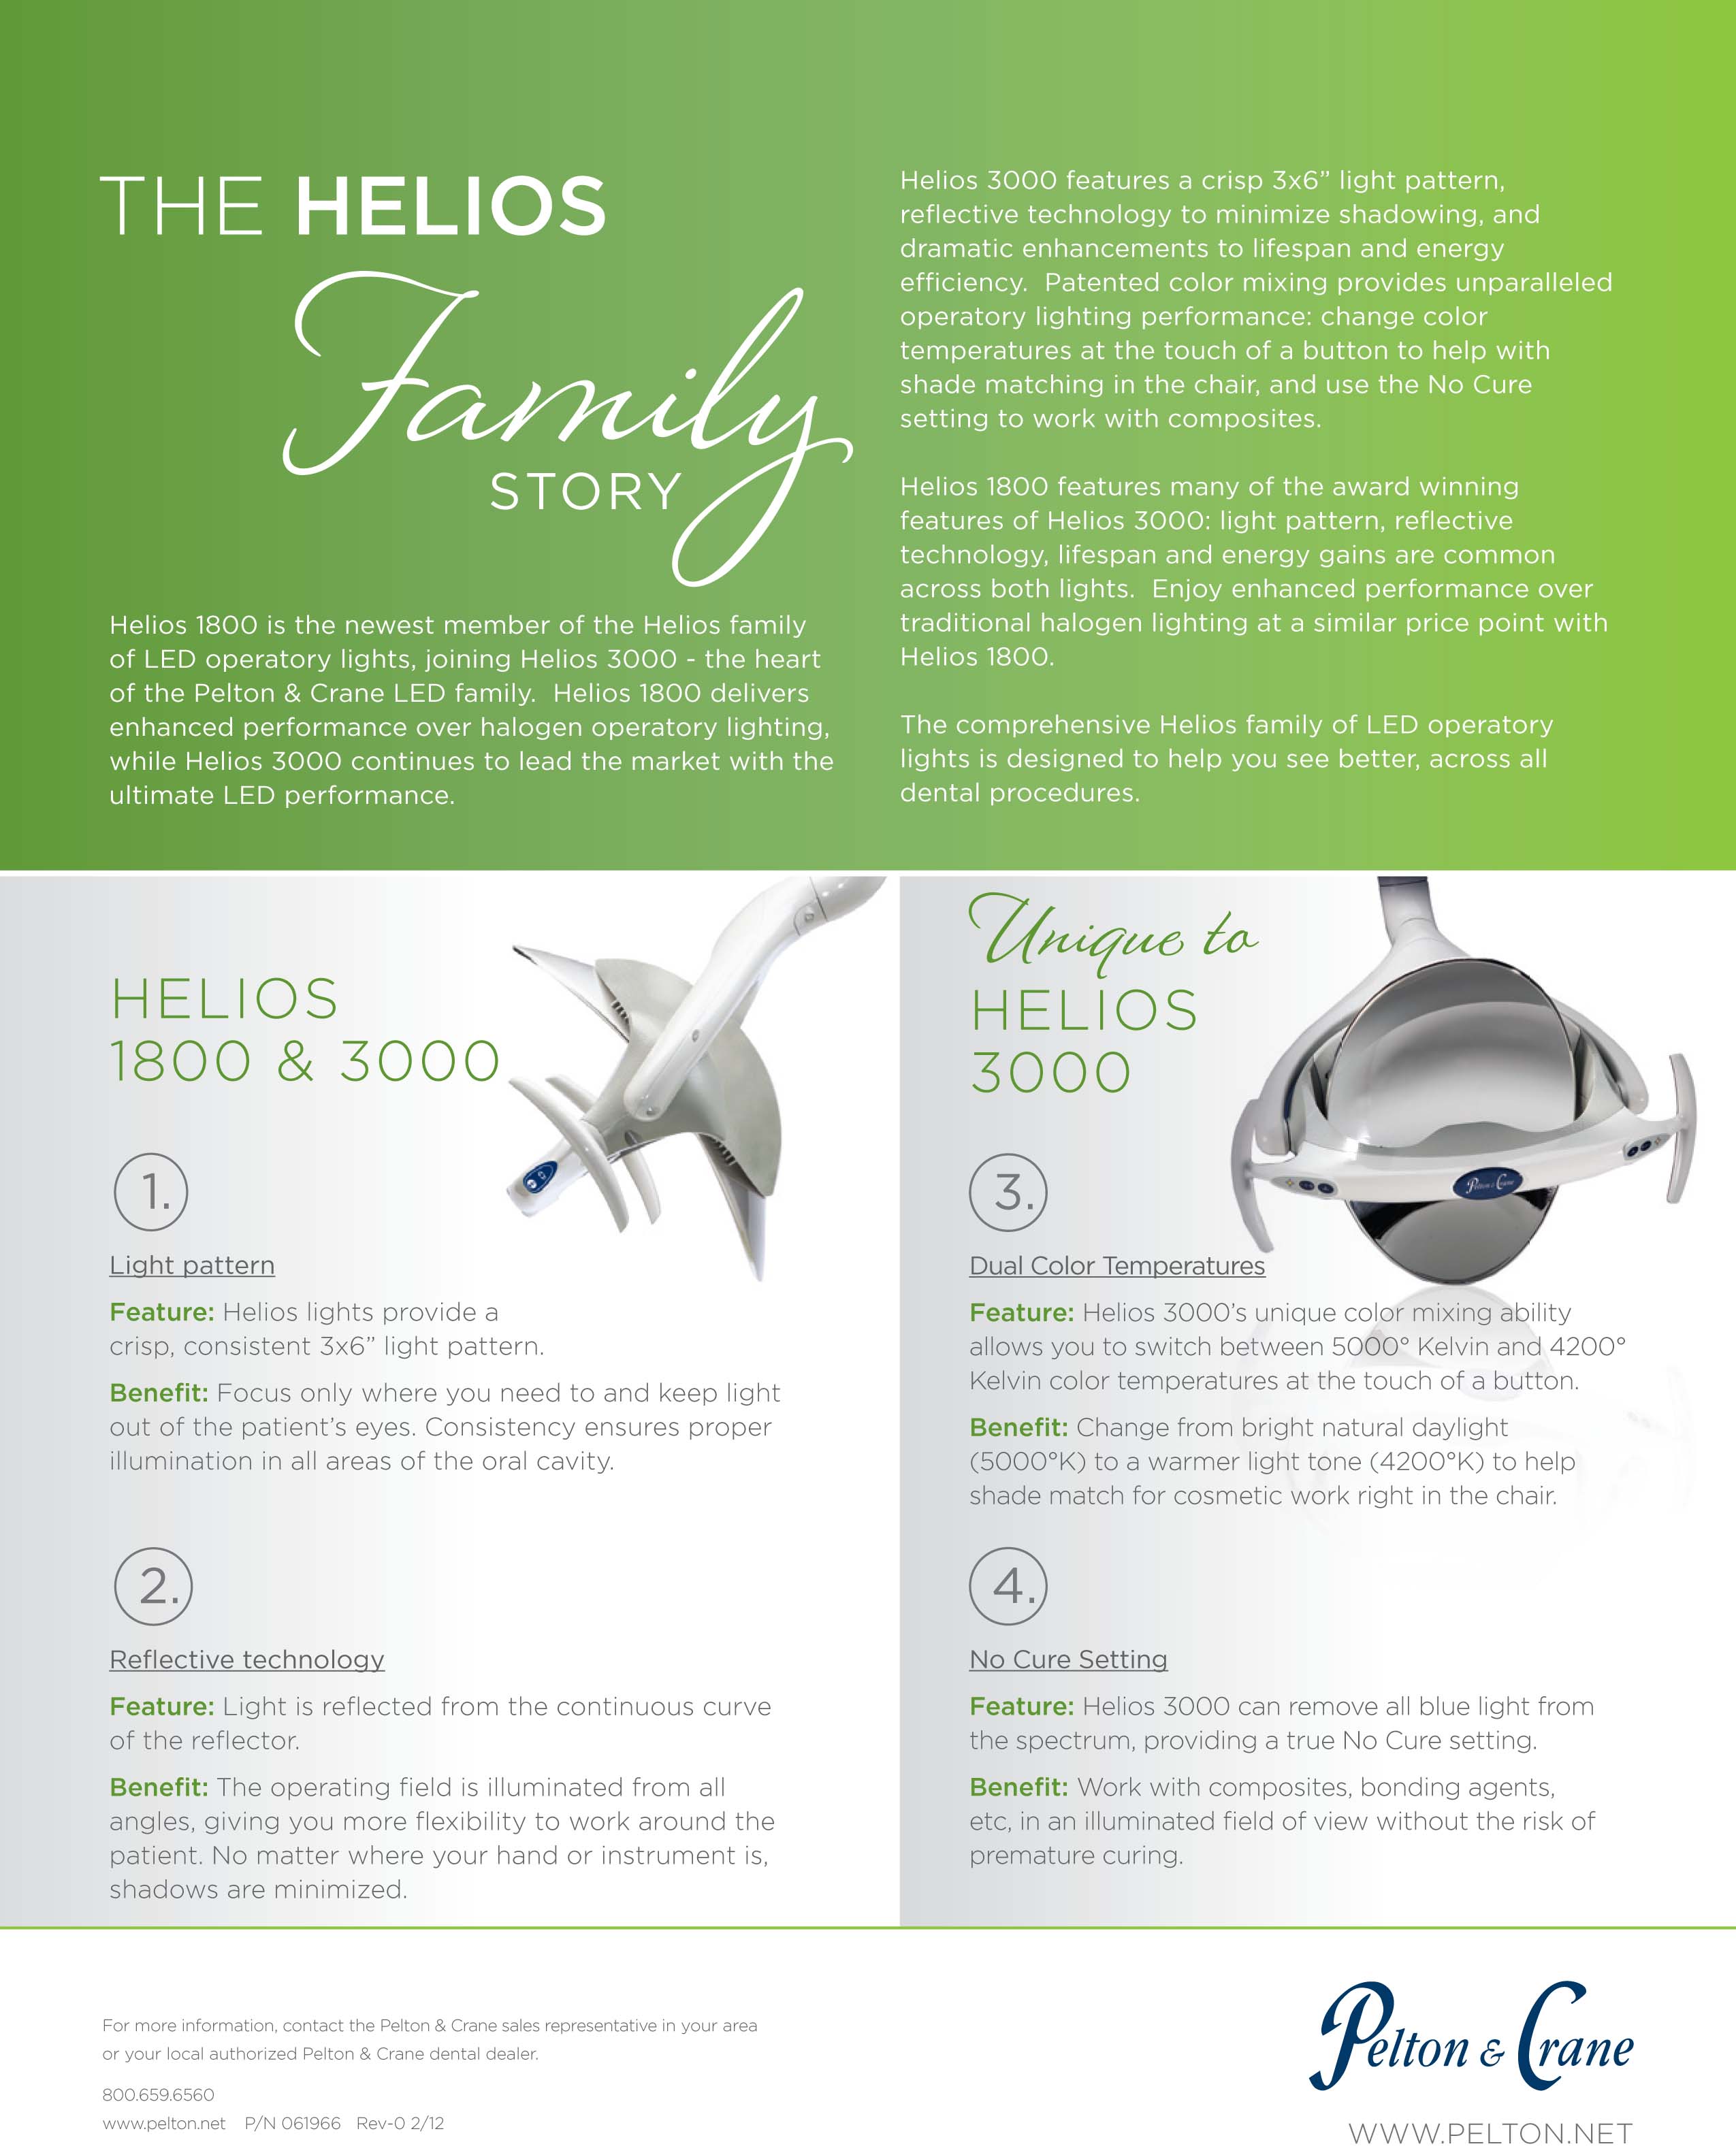 THE HELIOS
Family
STORY
Helios 1800 is the newest member of the Helios family
of LED operatory lights, joining Helios 3000 - the heart
of the Pelton & Crane LED family.  Helios 1800 delivers
enhanced performance over halogen operatory lighting,
while Helios 3000 continues to lead the market with the
ultimate LED performance.
Helios 3000 features a crisp 3x6” light pattern,
reflective technology to minimize shadowing, and
dramatic enhancements to lifespan and energy
efficiency.  Patented color mixing provides unparalleled
operatory lighting performance: change color
temperatures at the touch of a button to help with
shade matching in the chair, and use the No Cure
setting to work with composites.
Helios 1800 features many of the award winning
features of Helios 3000: light pattern, reflective
technology, lifespan and energy gains are common
across both lights.  Enjoy enhanced performance over
traditional halogen lighting at a similar price point with
Helios 1800.
The comprehensive Helios family of LED operatory
lights is designed to help you see better, across all
dental procedures.
HELIOS
1800 & 3000
1.
Light pattern
Feature: Helios lights provide a
crisp, consistent 3x6” light pattern.
Benefit: Focus only where you need to and keep light
out of the patient’s eyes. Consistency ensures proper
illumination in all areas of the oral cavity.
2.
Reflective technology
Feature: Light is reflected from the continuous curve
of the reflector.
Benefit: The operating field is illuminated from all
angles, giving you more flexibility to work around the
patient. No matter where your hand or instrument is,
shadows are minimized.
Unique to
HELIOS
3000
Pelton & Crane
3.
Dual Color Temperatures
Feature: Helios 3000’s unique color mixing ability
allows you to switch between 5000° Kelvin and 4200°
Kelvin color temperatures at the touch of a button.
Benefit: Change from bright natural daylight
(5000°K) to a warmer light tone (4200°K) to help
shade match for cosmetic work right in the chair.
4.
No Cure Setting
Feature: Helios 3000 can remove all blue light from
the spectrum, providing a true No Cure setting.
Benefit: Work with composites, bonding agents,
etc, in an illuminated field of view without the risk of
premature curing.
For more information, contact the Pelton & Crane sales representative in your area
or your local authorized Pelton & Crane dental dealer.
800.659.6560
www.pelton.net    P/N 061966   Rev-0 2/12
Pelton & Crane
WWW.PELTON.NET